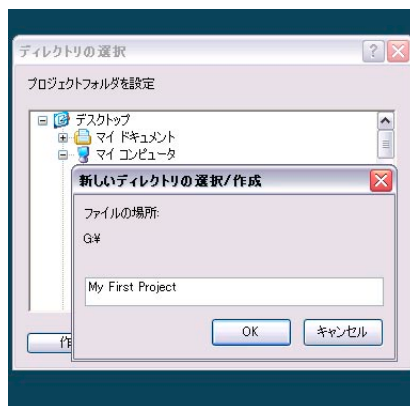 ディレクトリの選択
プロジェクトフォルダを設定
デスクトップ
マイ ドキュメント
マイ コンピュータ
新しいディレクトリの選択/作成
ファイルの場所:
G:¥
My First Project
OK キャンセル
作